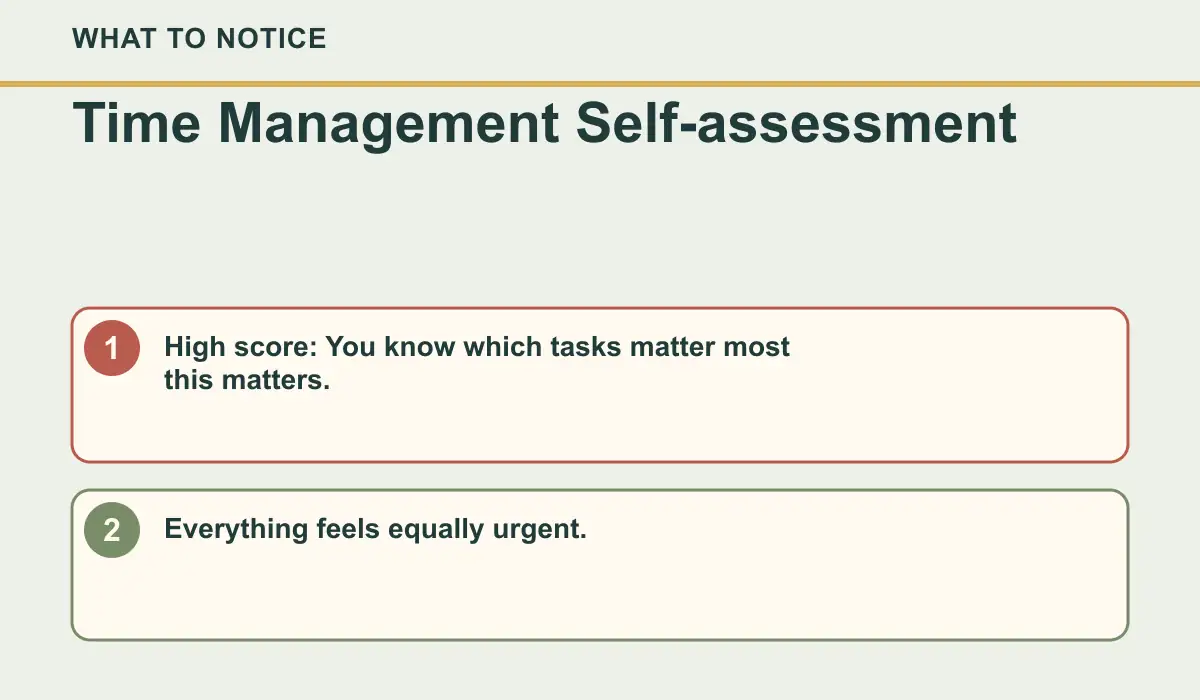 WHAT TO NOTICE
Time Management Self-assessment
1
High score: You know which tasks matter most
this matters.
2
Everything feels equally urgent.